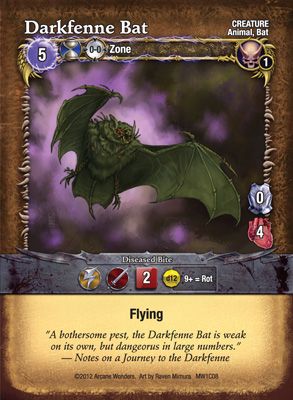 Darkfenne Bat
CREATURE
Animal, Bat
5
0-0 Zone
1
0
4
Diseased Bite
2
d12
9+ = Rot
Flying
"A bothersome pest, the Darkfenne Bat is weak
on its own, but dangeorus in large numbers."
— Notes on a Journey to the Darkfenne
©2012 Arcane Wonders. Art by Raven Mimura MW1C08